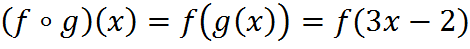 (f ∘ g)(x) = f(g(x)) = f(3x − 2)